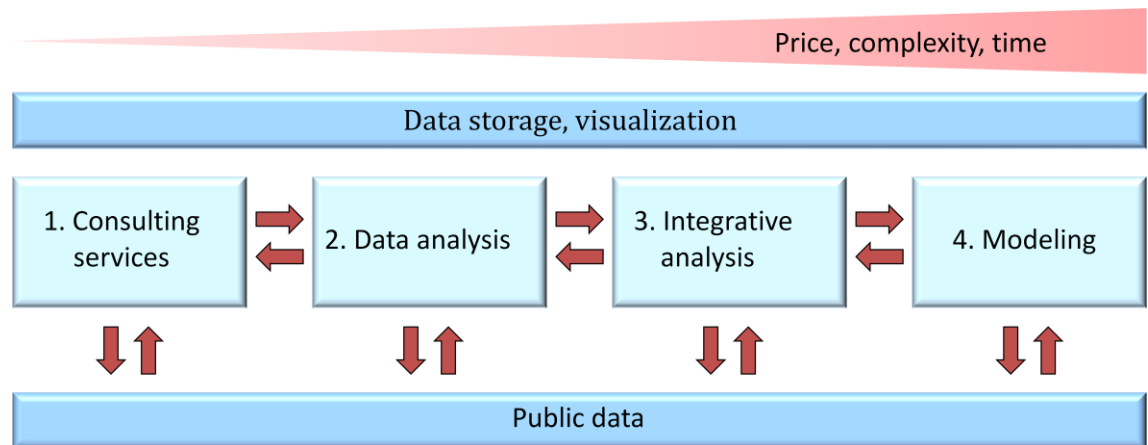 Price, complexity, time
Data storage, visualization
1. Consulting
services
2. Data analysis
3. Integrative
analysis
4. Modeling
Public data